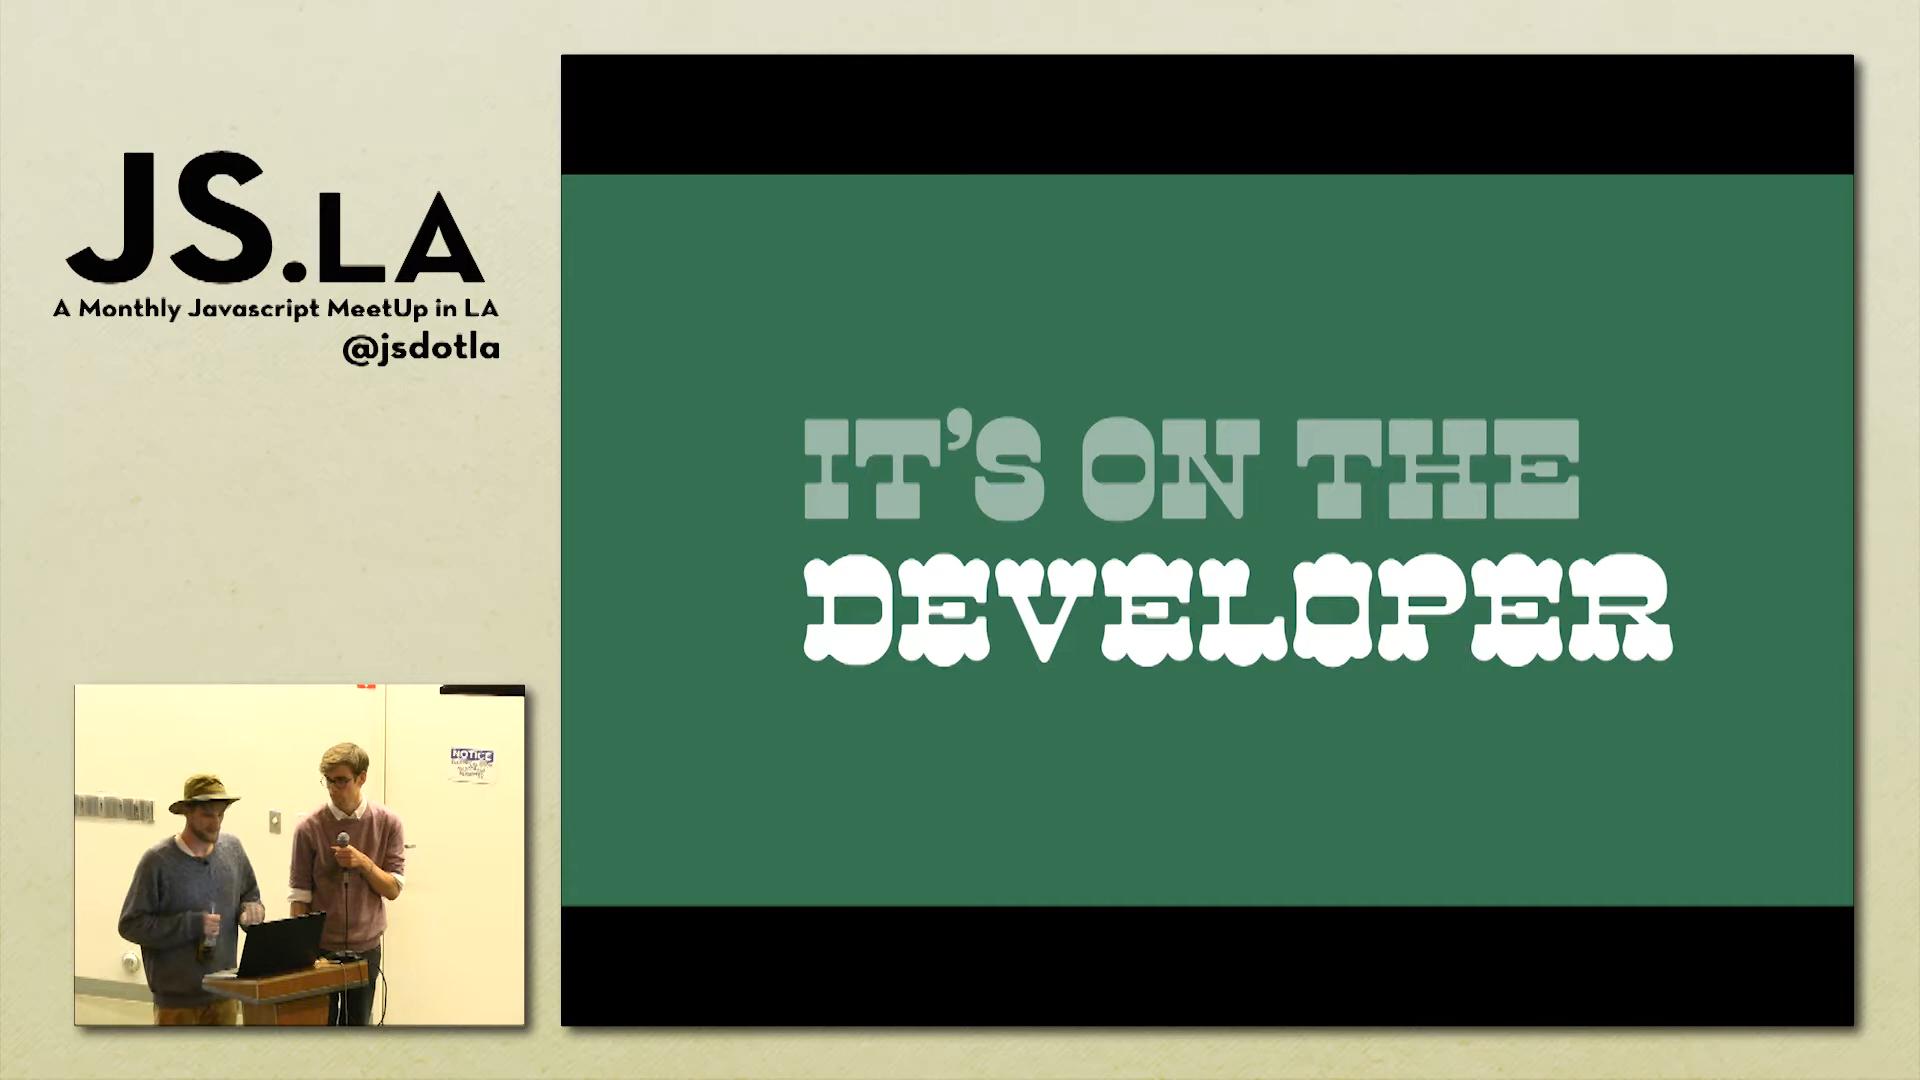 JS.LA
A Monthly Javascript MeetUp in LA
@jsdotla
IT'S ON THE
DEVELOPER
NOTICE